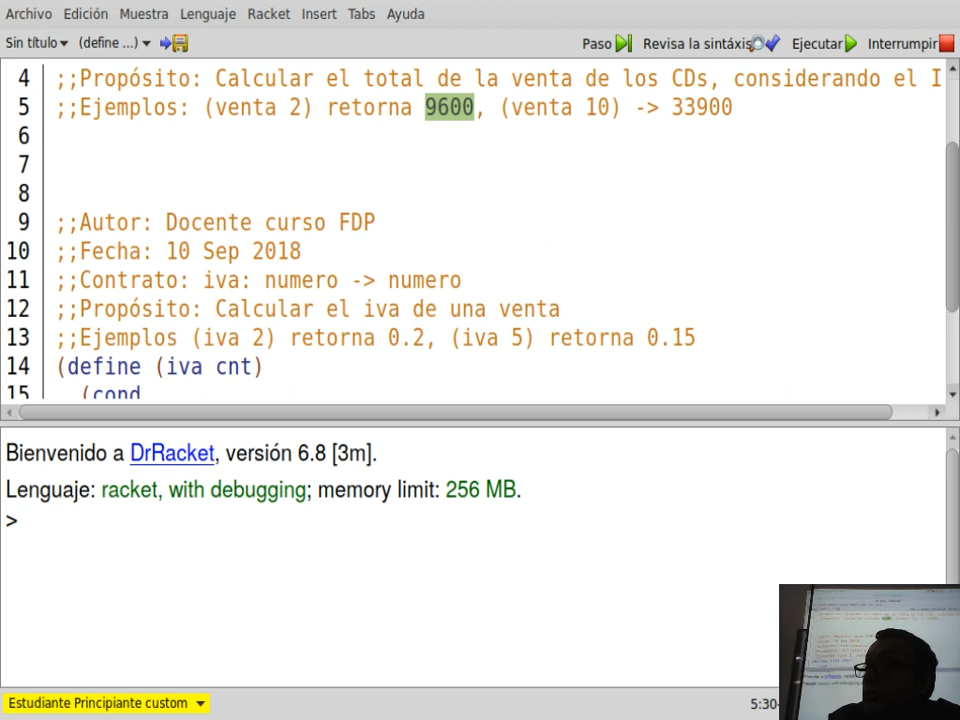 Archivo Edición Muestra Lenguaje Racket Insert Tabs Ayuda
Sin título (define ...) Paso Revisa la sintáxis Ejecutar Interrumpir
4 ;;Propósito: Calcular el total de la venta de los CDs, considerando el I
5 ;;Ejemplos: (venta 2) retorna 9600, (venta 10) -> 33900
6
7
8
9 ;;Autor: Docente curso FDP
10 ;;Fecha: 10 Sep 2018
11 ;;Contrato: iva: numero -> numero
12 ;;Propósito: Calcular el iva de una venta
13 ;;Ejemplos (iva 2) retorna 0.2, (iva 5) retorna 0.15
14 (define (iva cnt)
15 (cond
Bienvenido a DrRacket, versión 6.8 [3m].
Lenguaje: racket, with debugging; memory limit: 256 MB.
>
Estudiante Principiante custom 5:30-